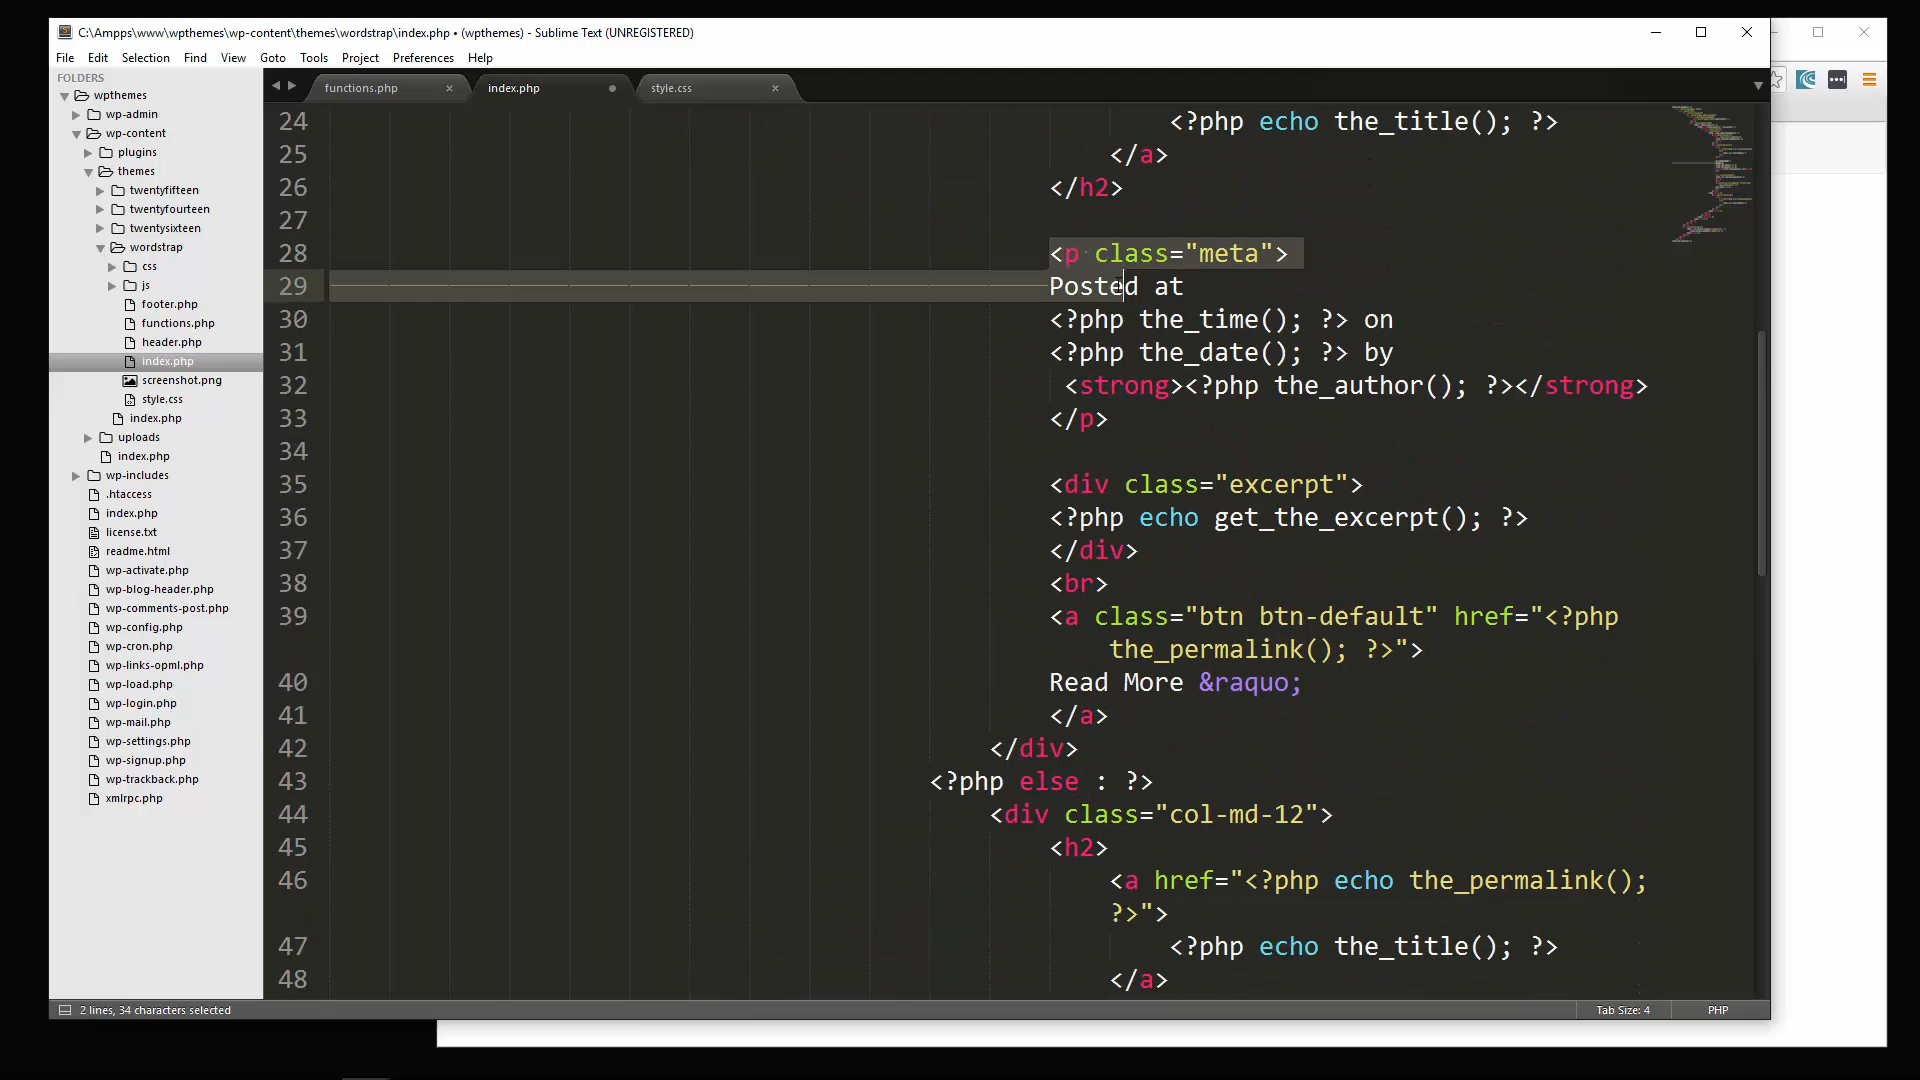 C:\Ampps\www\wpthemes\wp-content\themes\wordstrap\index.php • (wpthemes) - Sublime Text (UNREGISTERED)
File Edit Selection Find View Goto Tools Project Preferences Help
FOLDERS
wpthemes
wp-admin
wp-content
plugins
themes
twentyfifteen
twentyfourteen
twentysixteen
wordstrap
css
js
footer.php
functions.php
header.php
index.php
screenshot.png
style.css
index.php
uploads
index.php
wp-includes
.htaccess
index.php
license.txt
readme.html
wp-activate.php
wp-blog-header.php
wp-comments-post.php
wp-config.php
wp-cron.php
wp-links-opml.php
wp-load.php
wp-login.php
wp-mail.php
wp-settings.php
wp-signup.php
wp-trackback.php
xmlrpc.php
functions.php index.php style.css
24 <?php echo the_title(); ?>
25 </a>
26 </h2>
27
28 <p class="meta">
29 Posted at
30 <?php the_time(); ?> on
31 <?php the_date(); ?> by
32 <strong><?php the_author(); ?></strong>
33 </p>
34
35 <div class="excerpt">
36 <?php echo get_the_excerpt(); ?>
37 </div>
38 <br>
39 <a class="btn btn-default" href="<?php
the_permalink(); ?>">
40 Read More &raquo;
41 </a>
42 </div>
43 <?php else : ?>
44 <div class="col-md-12">
45 <h2>
46 <a href="<?php echo the_permalink();
?>">
47 <?php echo the_title(); ?>
48 </a>
2 lines, 34 characters selected
Tab Size: 4
PHP